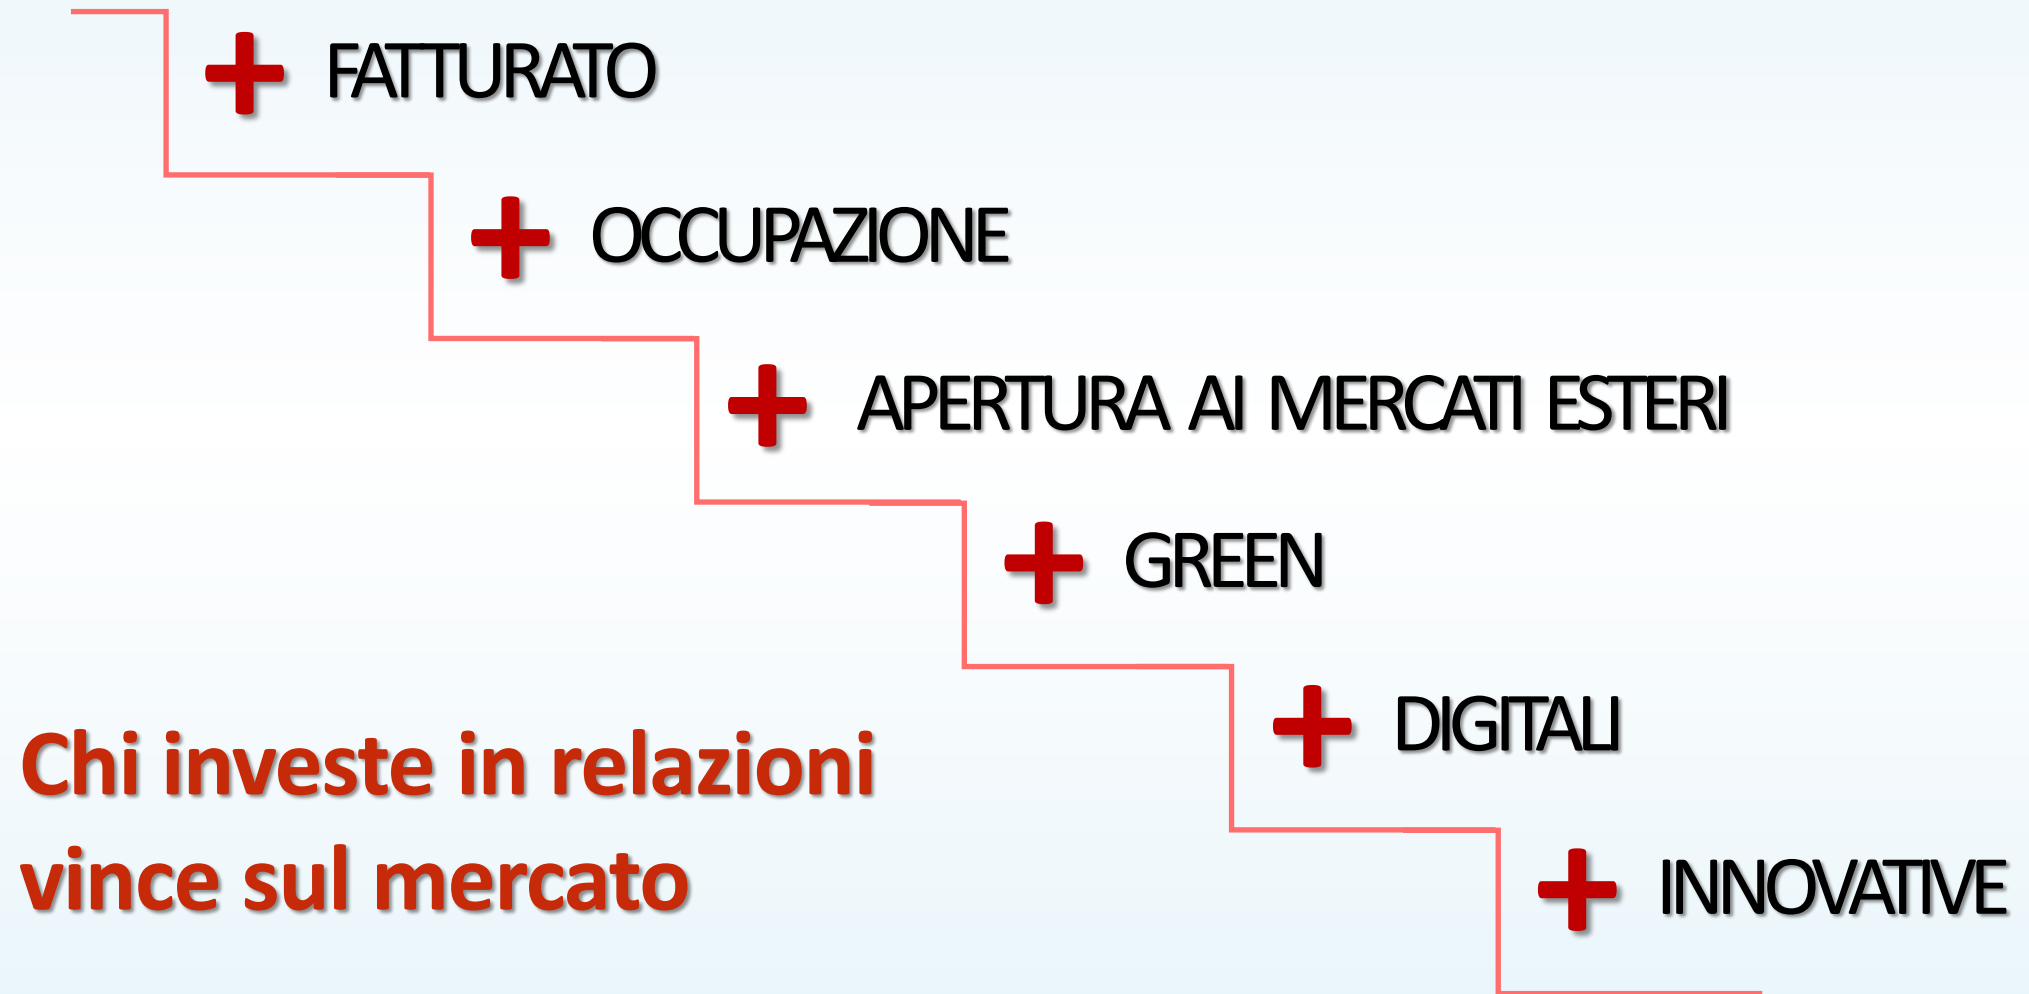 + FATTURATO
+ OCCUPAZIONE
+ APERTURA AI MERCATI ESTERI
+ GREEN
+ DIGITALI
+ INNOVATIVE
Chi investe in relazioni
vince sul mercato